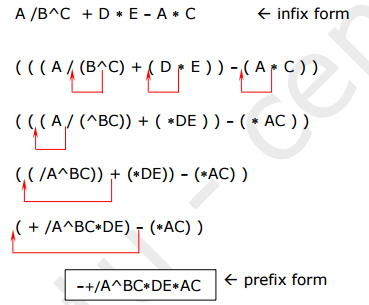 A /B^C + D * E – A * C ← infix form
( ( ( A / (B^C) + ( D * E ) ) – ( A * C ) )
( ( ( A / (^BC)) + ( *DE ) ) – ( * AC ) )
( ( /A^BC)) + (*DE)) – (*AC) )
( + /A^BC*DE) – (*AC) )
–+/A^BC*DE*AC ← prefix form